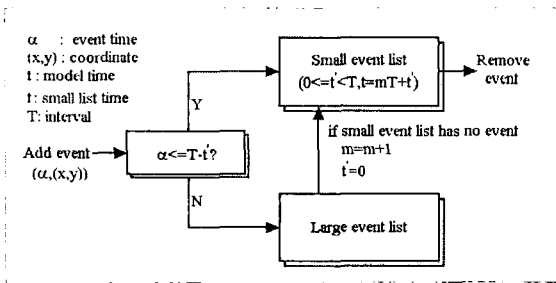 α : event time
(x,y) : coordinate
t : model time
t : small list time
T: interval
Add event
(α,(x,y))
α<=T-t'?
Y
N
Small event list
(0<=t'<T,t=mT+t')
Remove
event
if small event list has no event
m=m+1
t'=0
Large event list